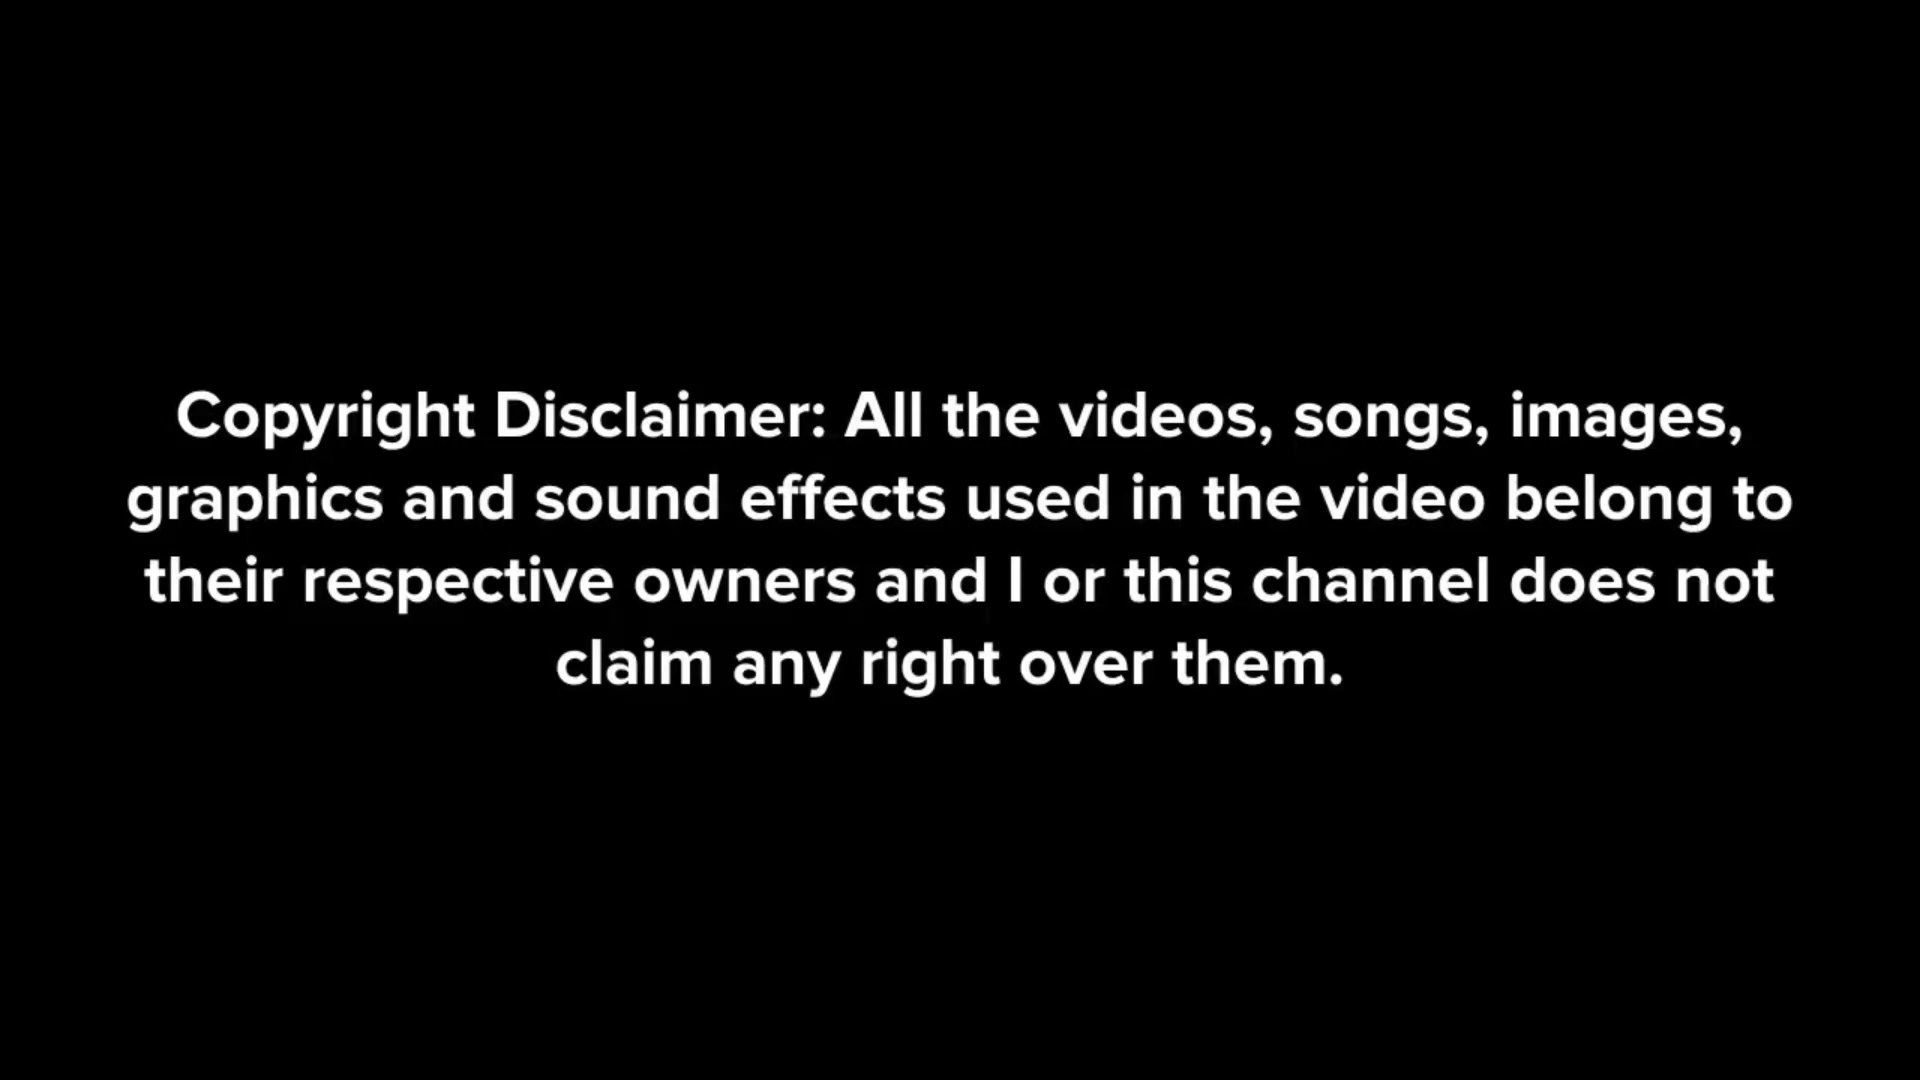 Copyright Disclaimer: All the videos, songs, images,
graphics and sound effects used in the video belong to
their respective owners and I or this channel does not
claim any right over them.